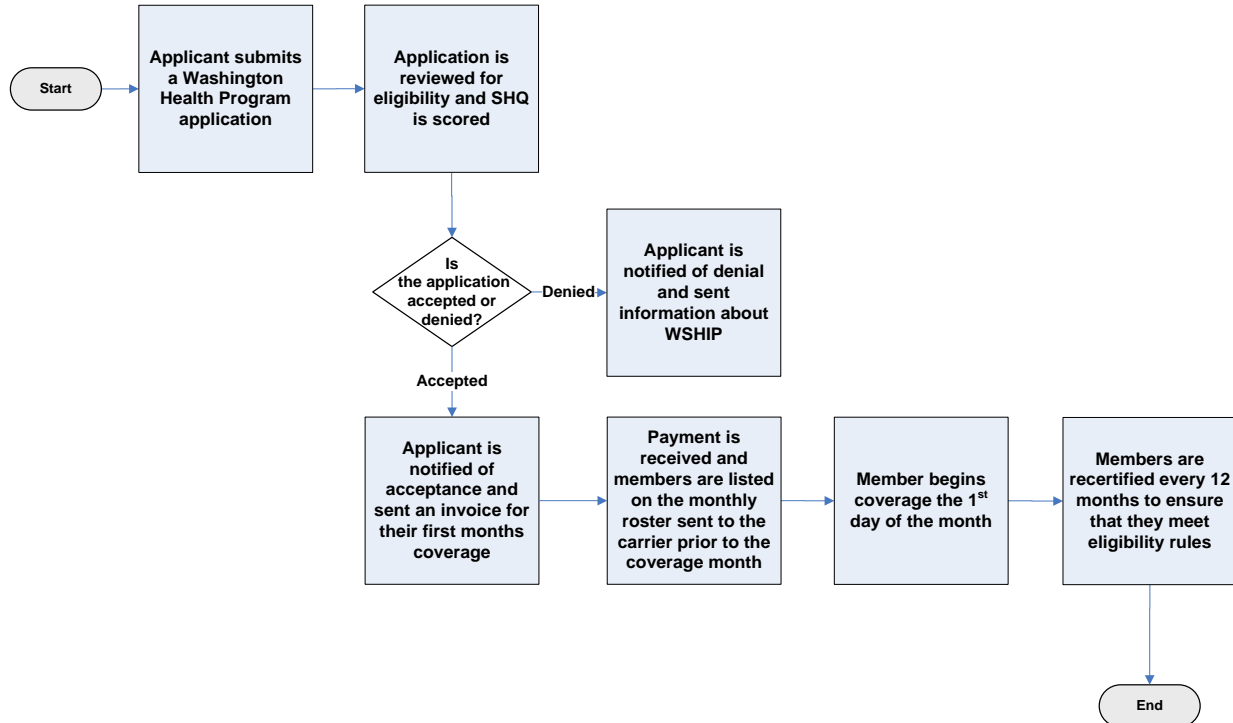 Start
Applicant submits
a Washington
Health Program
application
Application is
reviewed for
eligibility and SHQ
is scored
Is
the application
accepted or
denied?
Denied
Applicant is
notified of denial
and sent
information about
WSHIP
Accepted
Applicant is
notified of
acceptance and
sent an invoice for
their first months
coverage
Payment is
received and
members are listed
on the monthly
roster sent to the
carrier prior to the
coverage month
Member begins
coverage the 1st
day of the month
Members are
recertified every 12
months to ensure
that they meet
eligibility rules
End